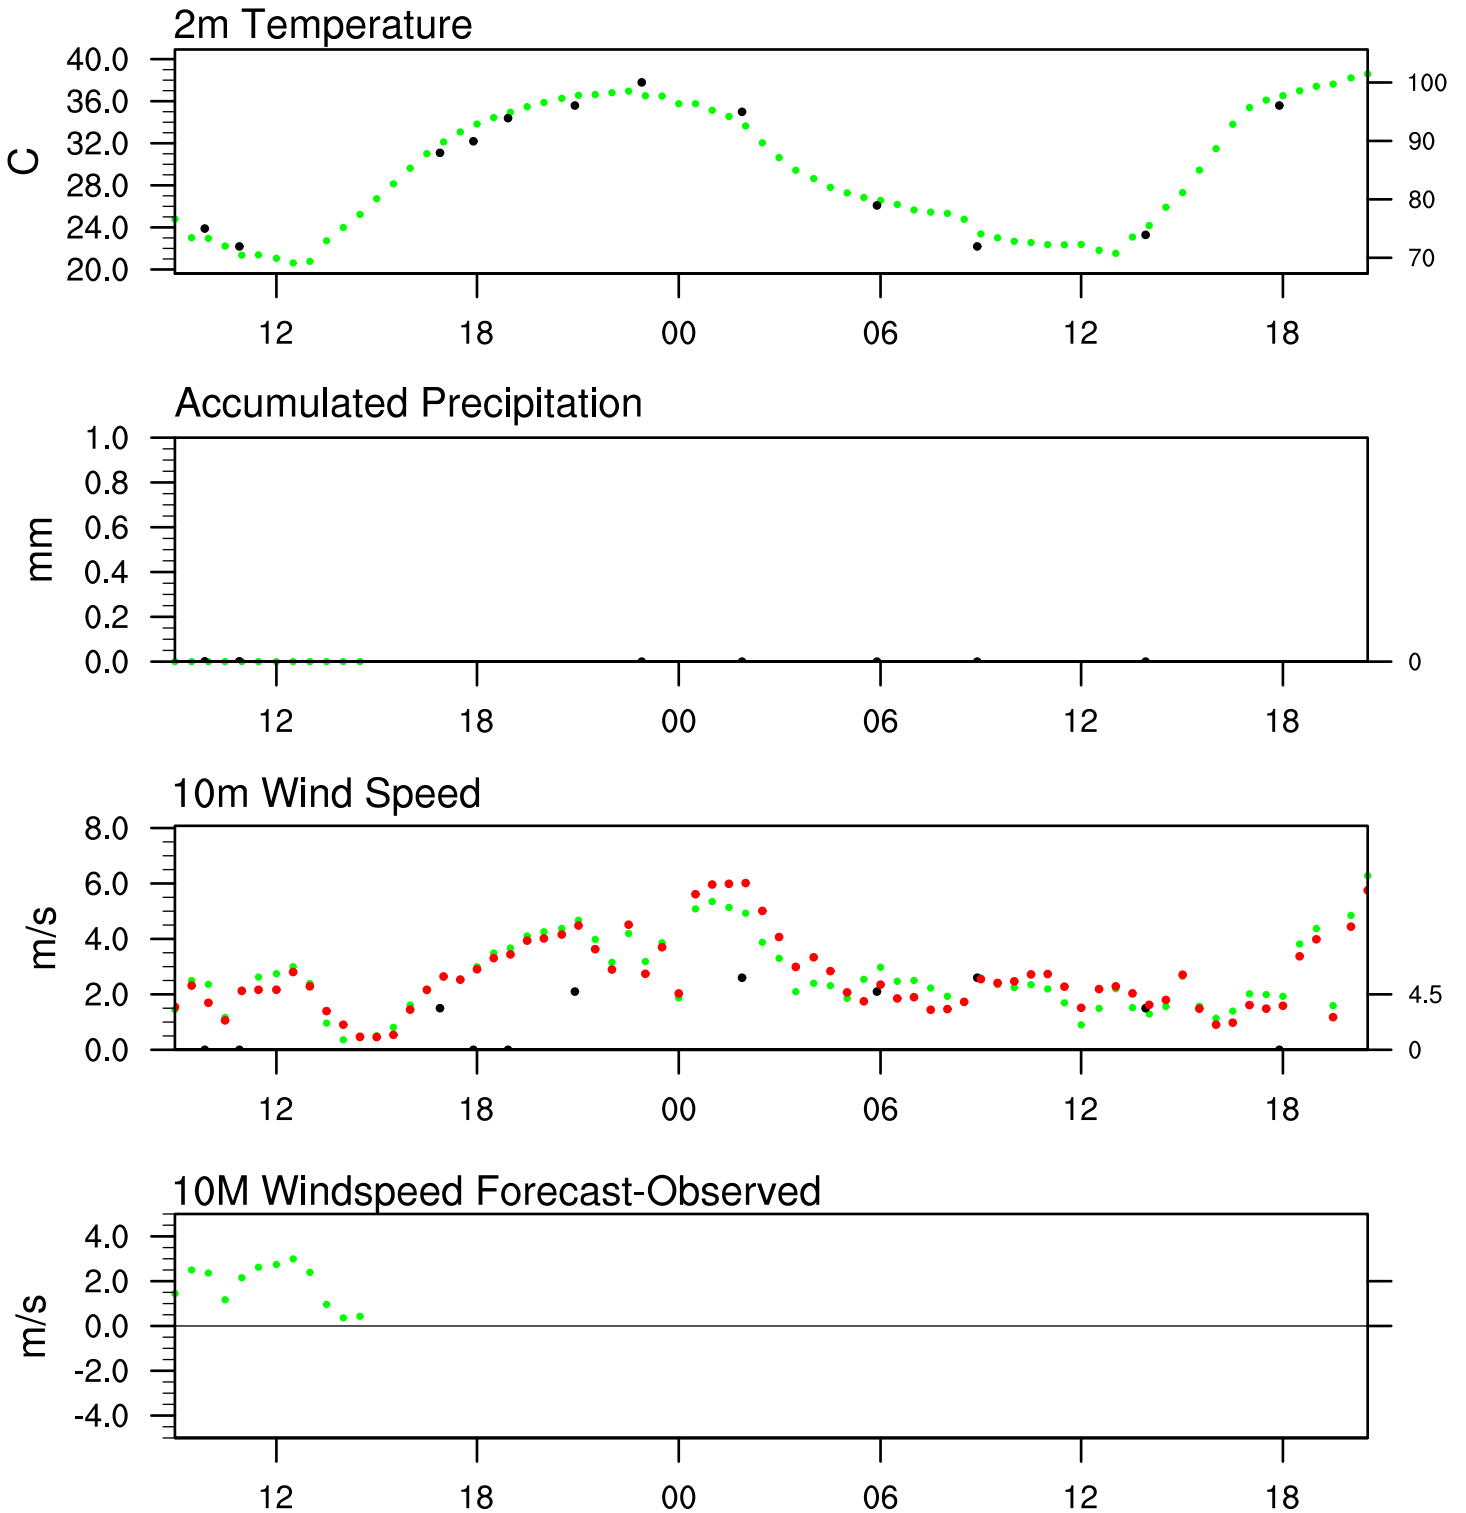 2m Temperature
40.0
36.0
32.0
28.0
24.0
20.0
C
100
90
80
70
12 18 00 06 12 18
Accumulated Precipitation
1.0
0.8
0.6
0.4
0.2
0.0
mm
0
12 18 00 06 12 18
10m Wind Speed
8.0
6.0
4.0
2.0
0.0
m/s
4.5
0
12 18 00 06 12 18
10M Windspeed Forecast-Observed
4.0
2.0
0.0
-2.0
-4.0
m/s
12 18 00 06 12 18